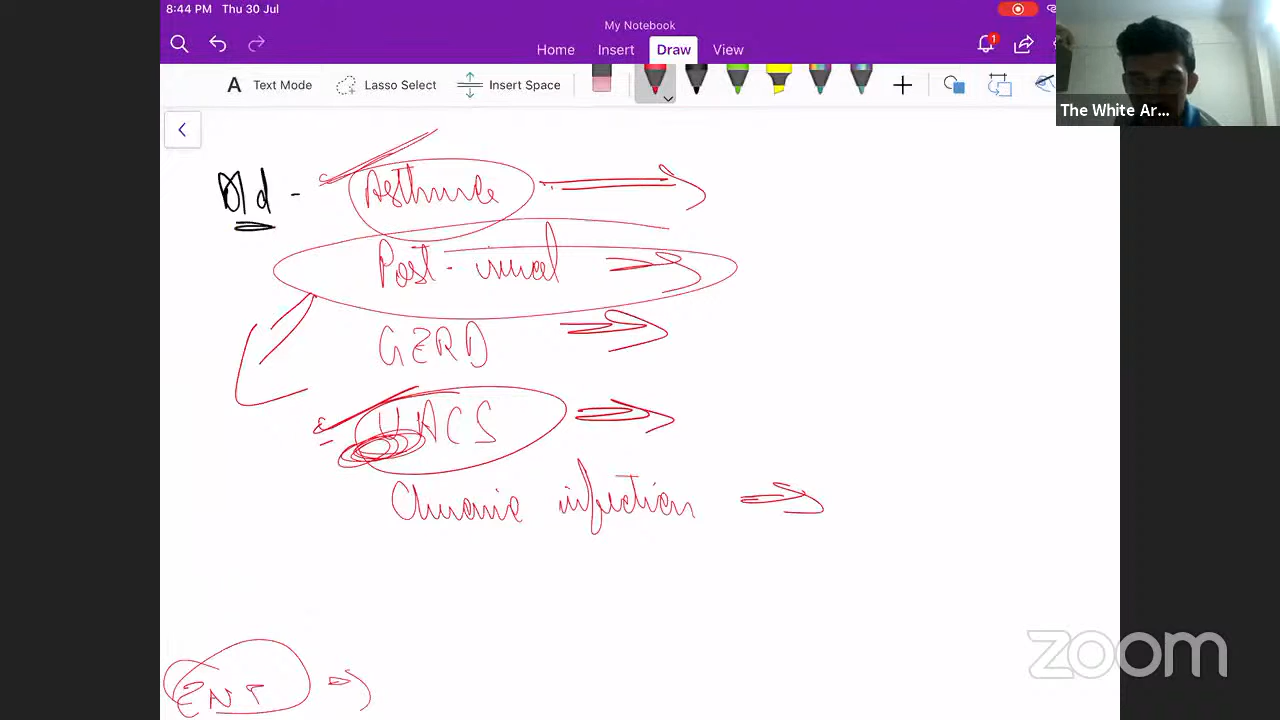 8:44 PM Thu 30 Jul
My Notebook
Home Insert Draw View
1
A Text Mode Lasso Select Insert Space
The White Ar...
Asthma
Post-viral
GERD
UACS
Chronic infection
ENT
zoom